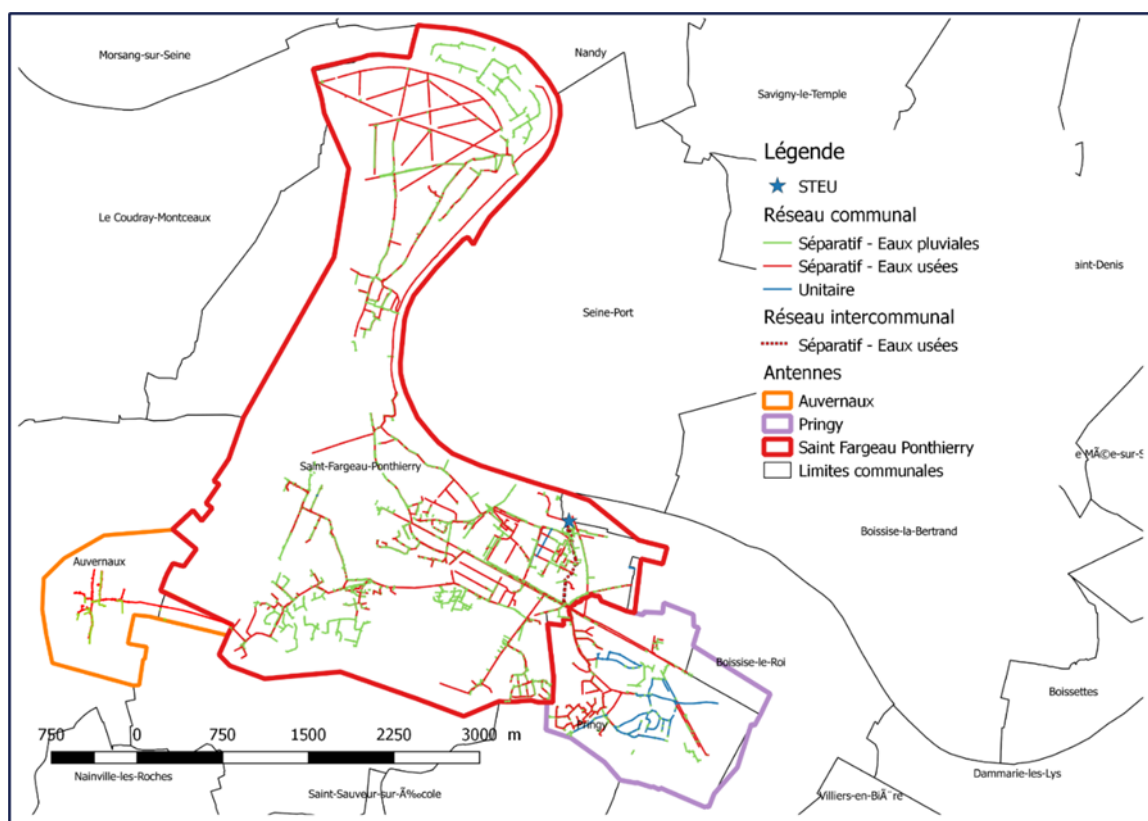 Morsang-sur-Seine
Nandy
Savigny-le-Temple
Légende
STEU
Réseau communal
Séparatif - Eaux pluviales
Séparatif - Eaux usées
Unitaire
Réseau intercommunal
Séparatif - Eaux usées
Antennes
Auvernaux
Pringy
Saint Fargeau Ponthierry
Limites communales
Le Coudray-Montceaux
aint-Denis
Seine-Port
Saint-Fargeau-Ponthierry
e MÃ©e-sur-S
Boissise-la-Bertrand
Auvernaux
Boissise-le-Roi
Boissettes
Pringy
750 0 750 1500 2250 3000 m
Nainville-les-Roches
Dammarie-les-Lys
Saint-Sauveur-sur-Ã‰cole
Villiers-en-BiÃ¨re